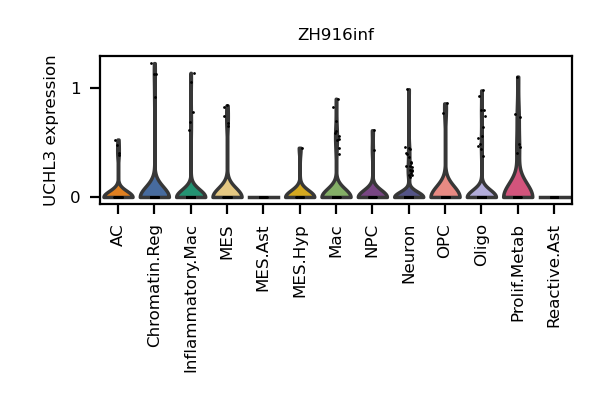 ZH916inf
UCHL3 expression
1
0
AC
Chromatin.Reg
Inflammatory.Mac
MES
MES.Ast
MES.Hyp
Mac
NPC
Neuron
OPC
Oligo
Prolif.Metab
Reactive.Ast